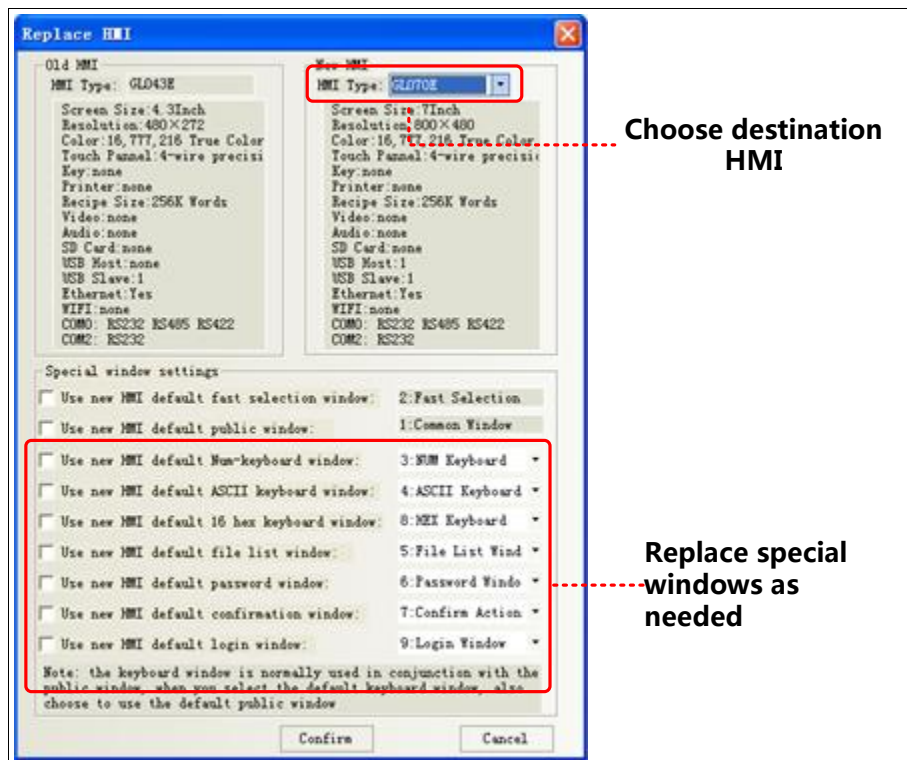 Replace HMI
Old HMI
HMI Type: GL043E
Screen Size:4.3Inch
Resolution:480×272
Color:16,777,216 True Color
Touch Pannel:4-wire precisi
Key:none
Printer:none
Recipe Size:256K Words
Video:none
Audio:none
SD Card:none
USB Host:none
USB Slave:1
Ethernet:Yes
WIFI:none
COM0: RS232 RS485 RS422
COM2: RS232
New HMI
HMI Type: GL070E
Screen Size:7Inch
Resolution:800×480
Color:16,777,216 True Color
Touch Pannel:4-wire precisi
Key:none
Printer:none
Recipe Size:256K Words
Video:none
Audio:none
SD Card:none
USB Host:1
USB Slave:1
Ethernet:Yes
WIFI:none
COM0: RS232 RS485 RS422
COM2: RS232
Choose destination
HMI
Special window settings
Use new HMI default fast selection window: 2:Fast Selection
Use new HMI default public window: 1:Common Window
Use new HMI default Num-keyboard window: 3:NUM Keyboard
Use new HMI default ASCII keyboard window: 4:ASCII Keyboard
Use new HMI default 16 hex keyboard window: 8:HEX Keyboard
Use new HMI default file list window: 5:File List Wind
Use new HMI default password window: 6:Password Windo
Use new HMI default confirmation window: 7:Confirm Action
Use new HMI default login window: 9:Login Window
Replace special
windows as
needed
Note: the keyboard window is normally used in conjunction with the
public window, when you select the default keyboard window, also
choose to use the default public window
Confirm
Cancel